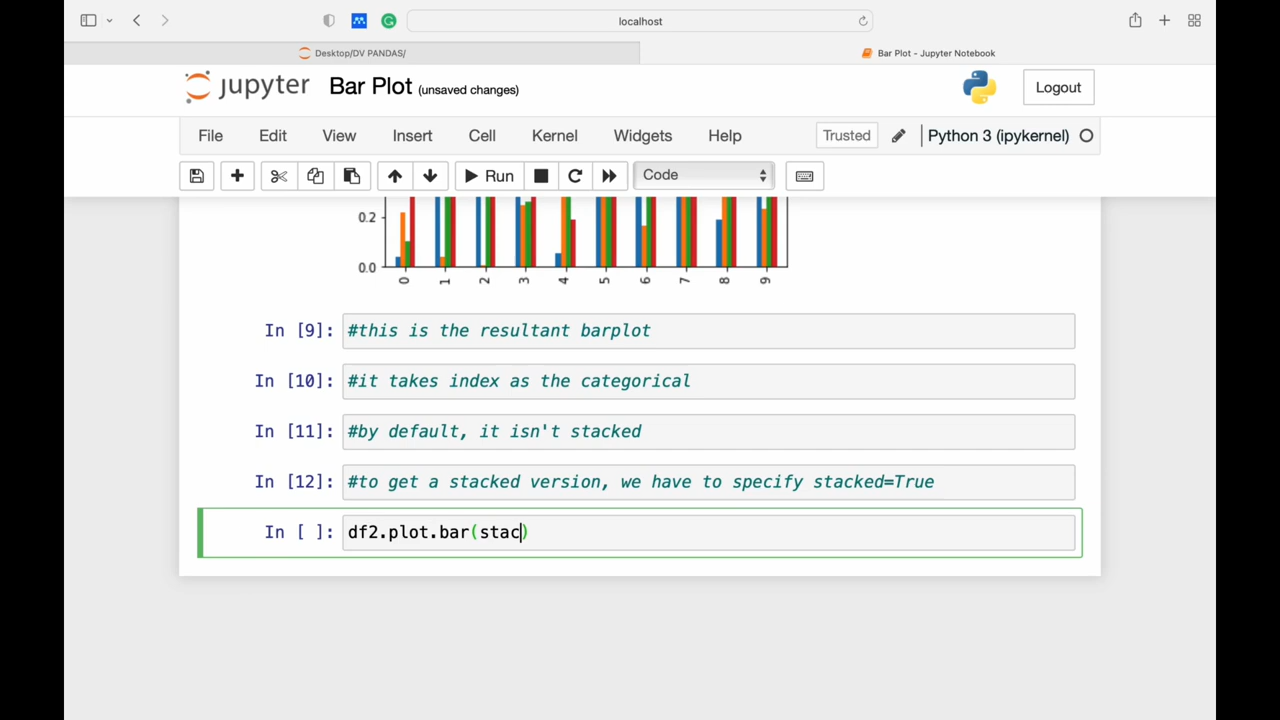 localhost
Desktop/DV PANDAS/
Bar Plot - Jupyter Notebook
jupyter Bar Plot (unsaved changes)
Logout
File Edit View Insert Cell Kernel Widgets Help Trusted Python 3 (ipykernel)
Run Code
0.2
0.0
0 1 2 3 4 5 6 7 8 9
In [9]: #this is the resultant barplot
In [10]: #it takes index as the categorical
In [11]: #by default, it isn't stacked
In [12]: #to get a stacked version, we have to specify stacked=True
In [ ]: df2.plot.bar(stac)